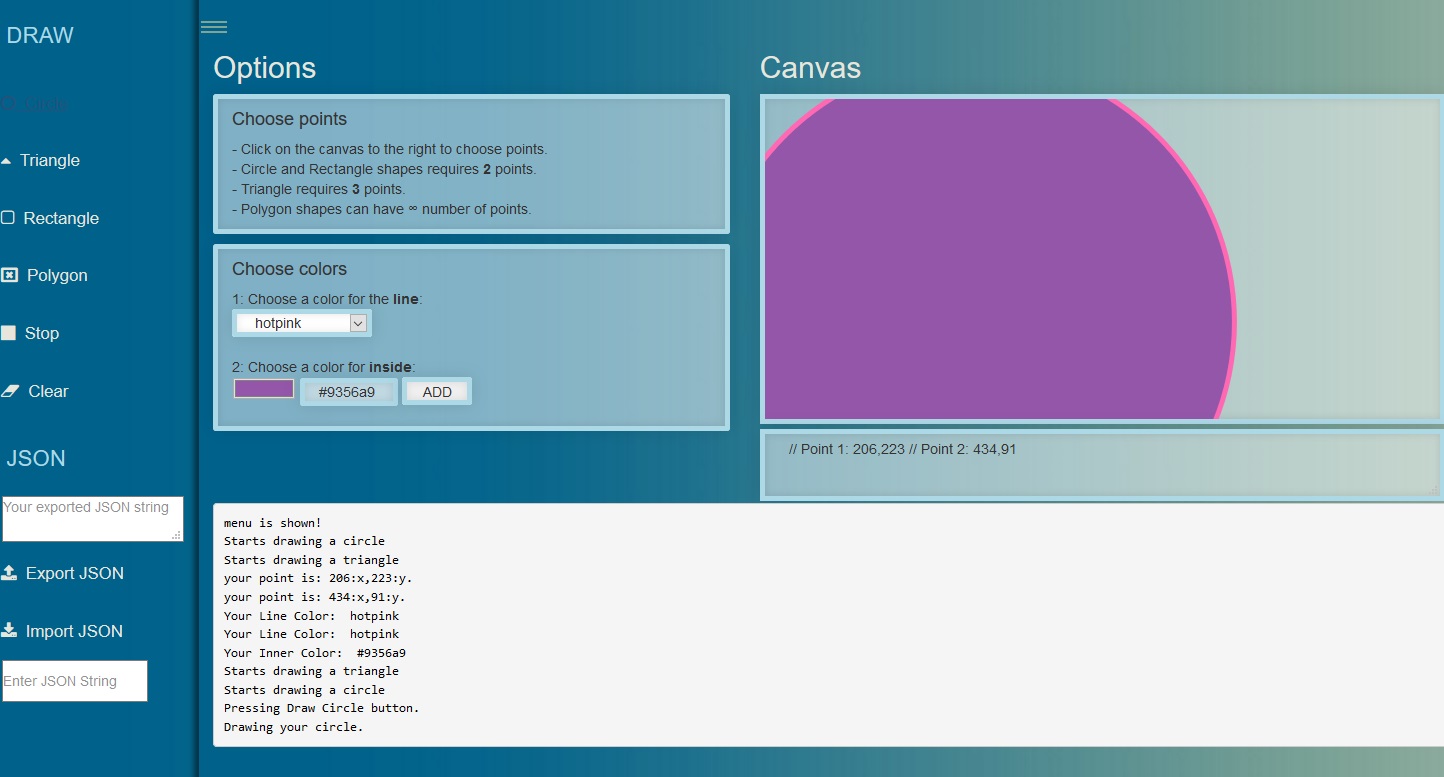 DRAW
Circle
Triangle
Rectangle
Polygon
Stop
Clear
JSON
Your exported JSON string
Export JSON
Import JSON
Enter JSON String
Options
Choose points
- Click on the canvas to the right to choose points.
- Circle and Rectangle shapes requires 2 points.
- Triangle requires 3 points.
- Polygon shapes can have ∞ number of points.
Choose colors
1: Choose a color for the line:
hotpink
2: Choose a color for inside:
#9356a9 ADD
Canvas
// Point 1: 206,223 // Point 2: 434,91
menu is shown!
Starts drawing a circle
Starts drawing a triangle
your point is: 206:x,223:y.
your point is: 434:x,91:y.
Your Line Color:  hotpink
Your Line Color:  hotpink
Your Inner Color:  #9356a9
Starts drawing a triangle
Starts drawing a circle
Pressing Draw Circle button.
Drawing your circle.